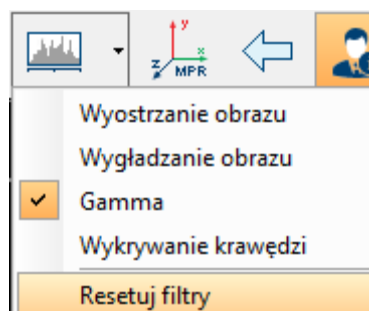 y
x
z
MPR
Wyostrzanie obrazu
Wygładzanie obrazu
Gamma
Wykrywanie krawędzi
Resetuj filtry